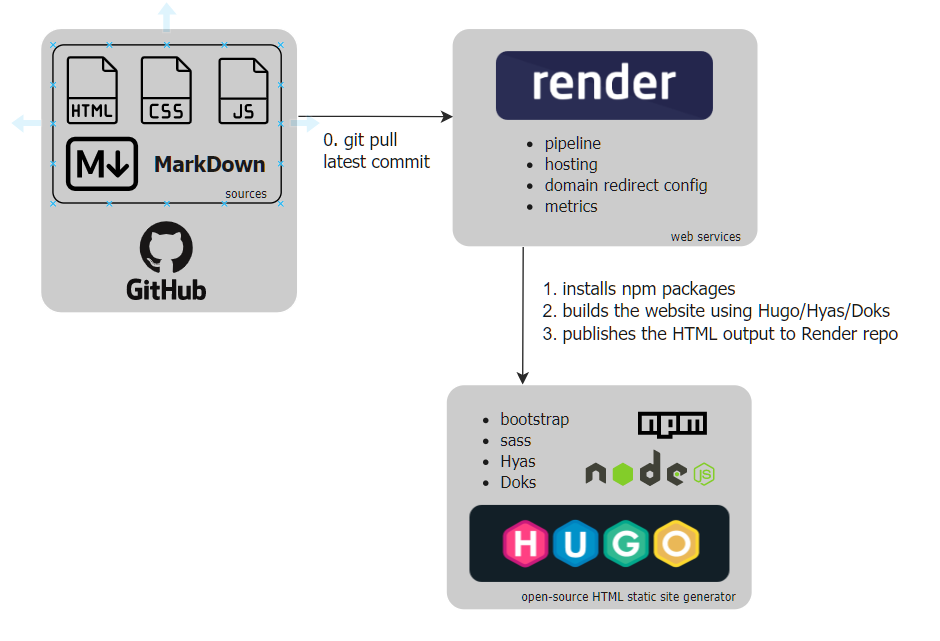 HTML
CSS
JS
M
MarkDown
sources
GitHub
0. git pull
latest commit
render
• pipeline
• hosting
• domain redirect config
• metrics
web services
1. installs npm packages
2. builds the website using Hugo/Hyas/Doks
3. publishes the HTML output to Render repo
• bootstrap
• sass
• Hyas
• Doks
npm
node
JS
HUGO
open-source HTML static site generator